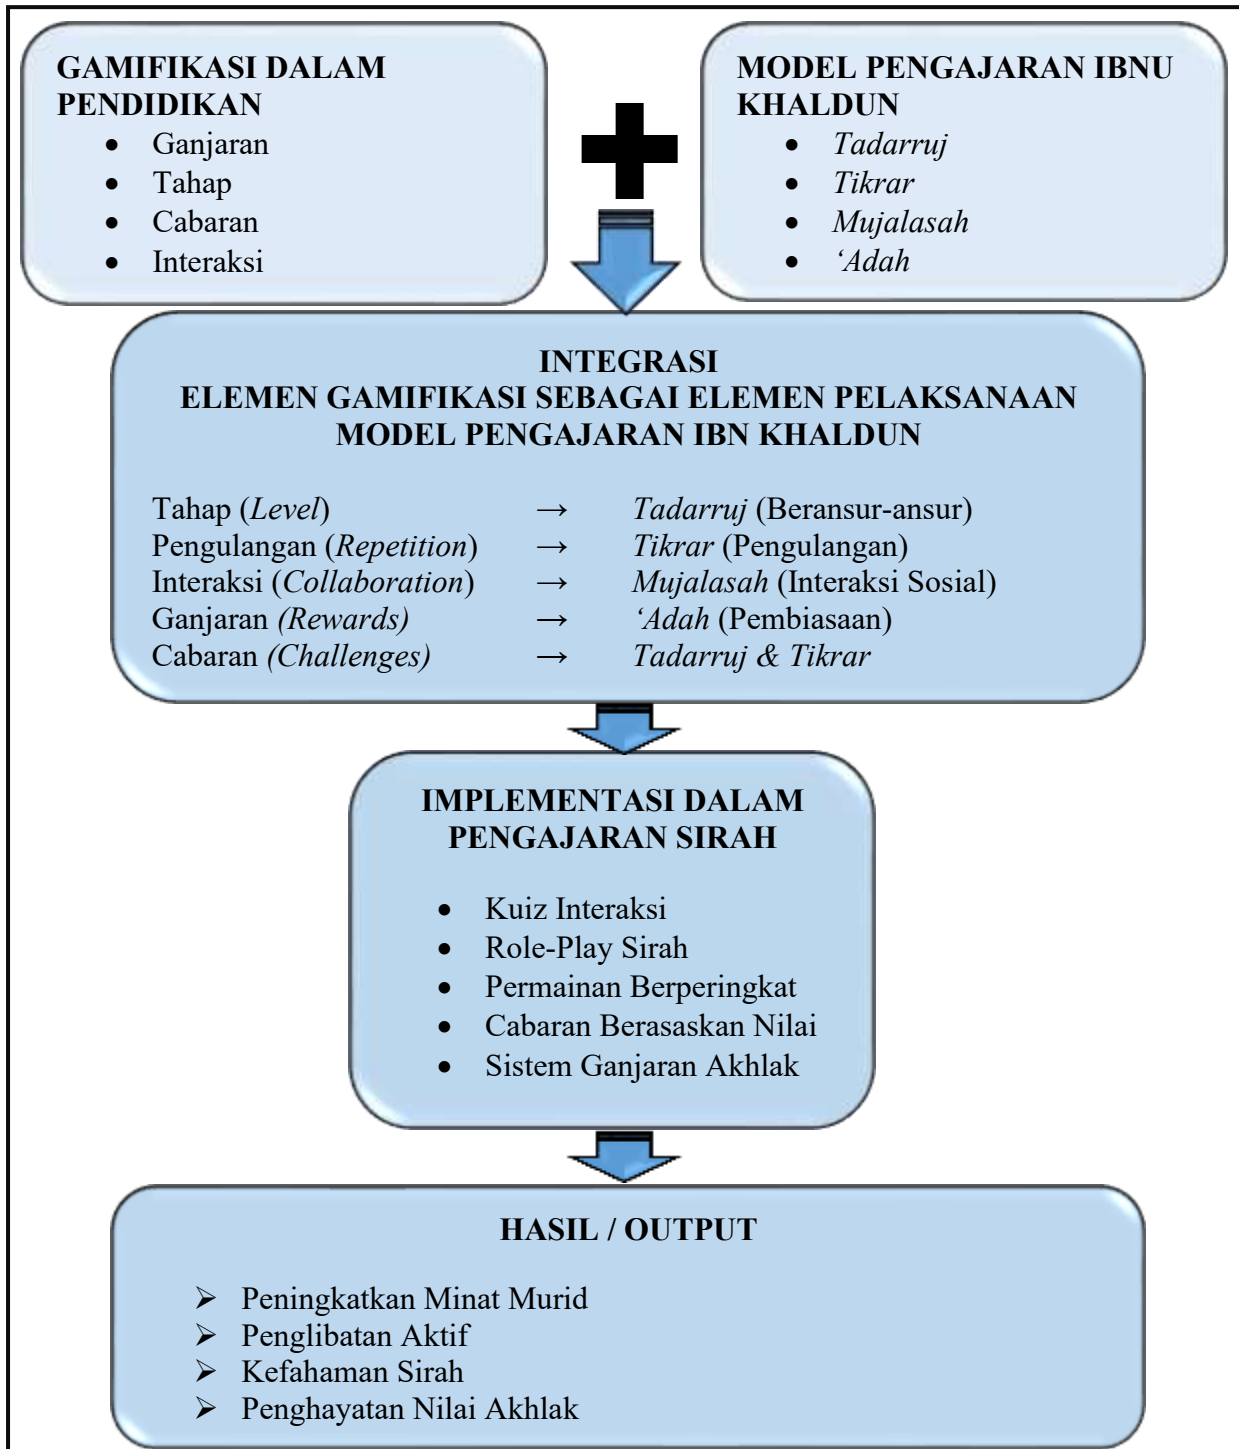 GAMIFIKASI DALAM
PENDIDIKAN
• Ganjaran
• Tahap
• Cabaran
• Interaksi
MODEL PENGAJARAN IBNU
KHALDUN
• Tadarruj
• Tikrar
• Mujalasah
• ‘Adah
INTEGRASI
ELEMEN GAMIFIKASI SEBAGAI ELEMEN PELAKSANAAN
MODEL PENGAJARAN IBN KHALDUN
Tahap (Level) → Tadarruj (Beransur-ansur)
Pengulangan (Repetition) → Tikrar (Pengulangan)
Interaksi (Collaboration) → Mujalasah (Interaksi Sosial)
Ganjaran (Rewards) → ‘Adah (Pembiasaan)
Cabaran (Challenges) → Tadarruj & Tikrar
IMPLEMENTASI DALAM
PENGAJARAN SIRAH
• Kuiz Interaksi
• Role-Play Sirah
• Permainan Berperingkat
• Cabaran Berasaskan Nilai
• Sistem Ganjaran Akhlak
HASIL / OUTPUT
➢ Peningkatkan Minat Murid
➢ Penglibatan Aktif
➢ Kefahaman Sirah
➢ Penghayatan Nilai Akhlak